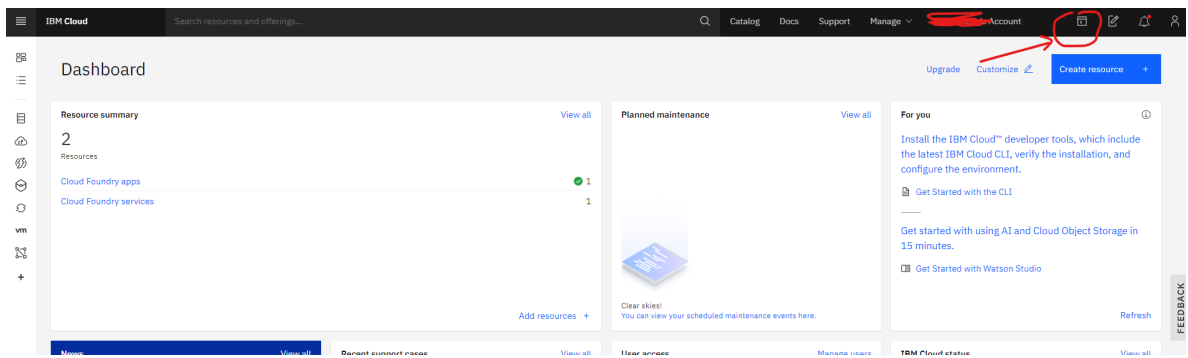 IBM Cloud
Search resources and offerings...
Catalog
Docs
Support
Manage
Account
Dashboard
Upgrade
Customize
Create resource +
Resource summary
View all
2
Resources
Cloud Foundry apps
1
Cloud Foundry services
1
Add resources +
Planned maintenance
View all
Clear skies!
You can view your scheduled maintenance events here.
For you
Install the IBM Cloud™ developer tools, which include
the latest IBM Cloud CLI, verify the installation, and
configure the environment.
Get Started with the CLI
Get started with using AI and Cloud Object Storage in
15 minutes.
Get Started with Watson Studio
Refresh
FEEDBACK
vm
+
News
View all
Recent support cases
View all
User access
Manage users
IBM Cloud status
View all